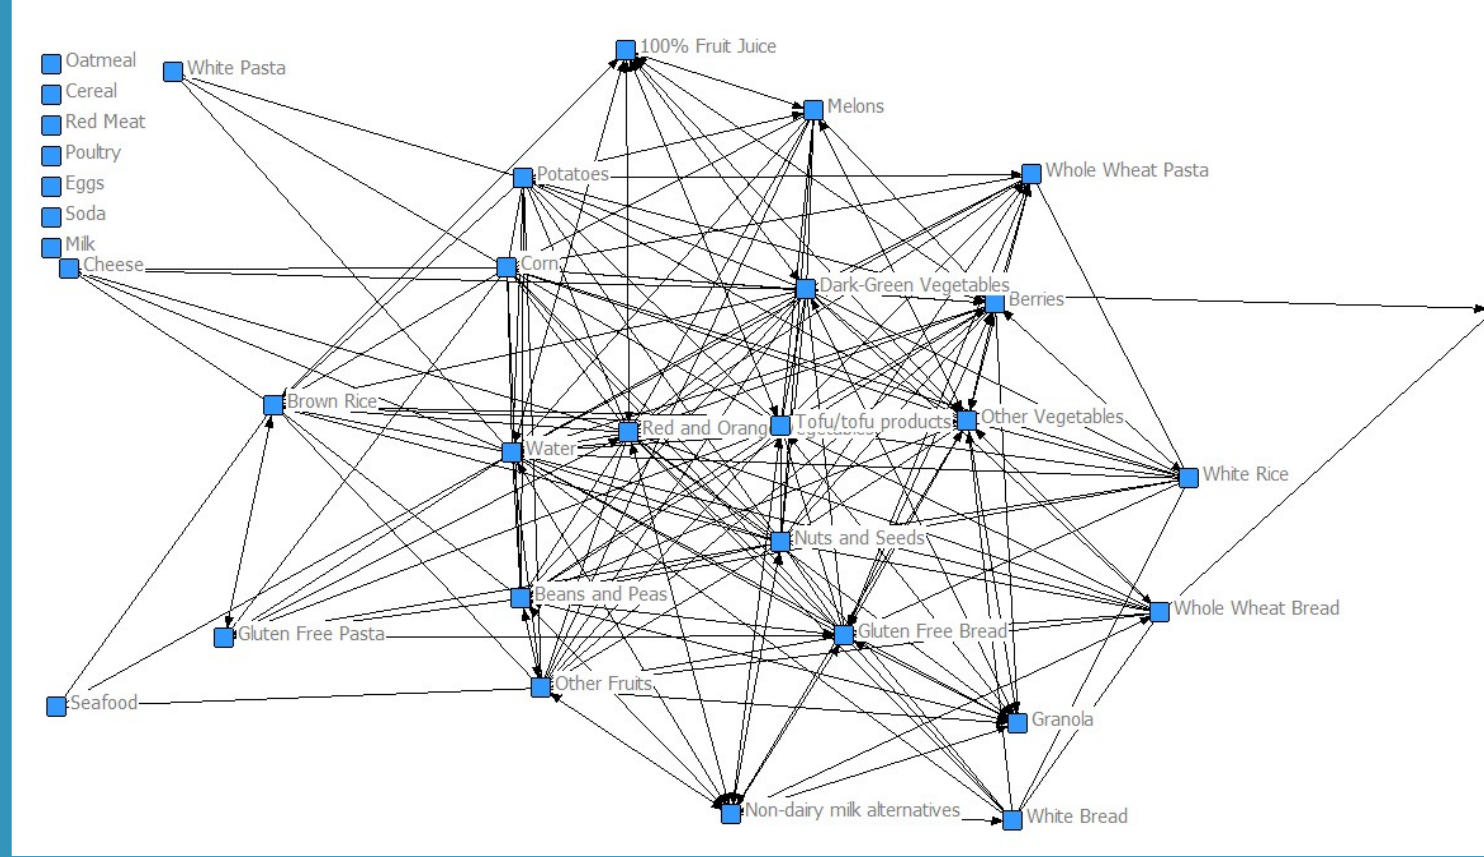 100% Fruit Juice
Oatmeal
White Pasta
Cereal
Melons
Red Meat
Poultry
Potatoes
Whole Wheat Pasta
Eggs
Soda
Milk
Cheese
Corn
Dark-Green Vegetables
Berries
Brown Rice
Other Vegetables
Tofu/tofu products
Red and Orange Vegetables
Water
White Rice
Nuts and Seeds
Beans and Peas
Whole Wheat Bread
Gluten Free Pasta
Gluten Free Bread
Other Fruits
Seafood
Granola
Non-dairy milk alternatives
White Bread